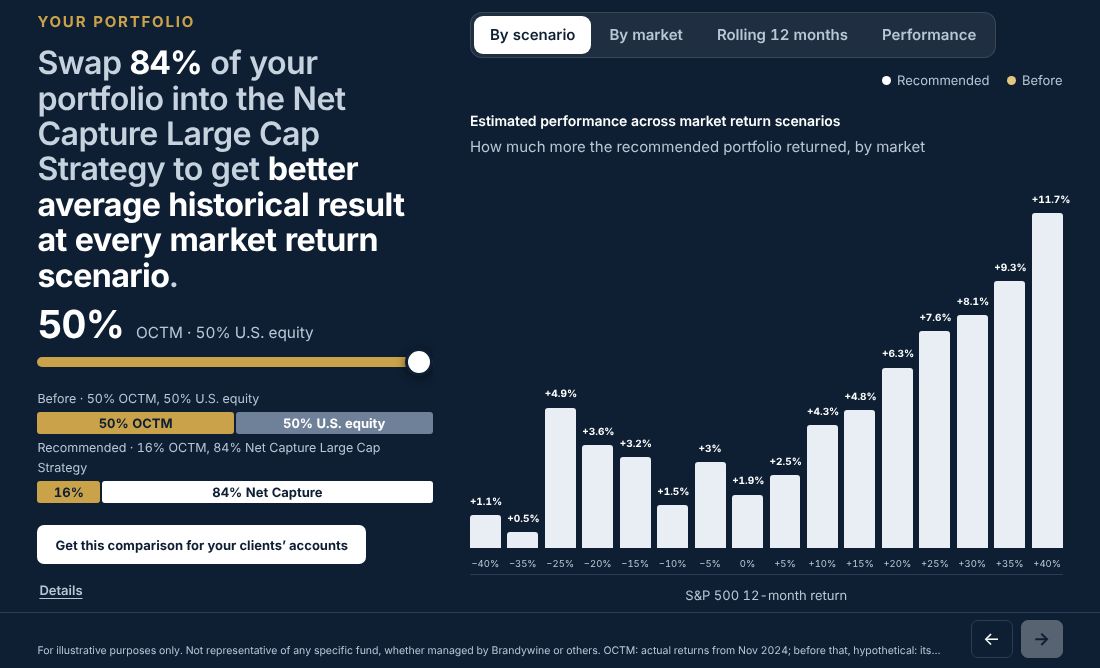 YOUR PORTFOLIO
Swap 84% of your
portfolio into the Net
Capture Large Cap
Strategy to get better
average historical result
at every market return
scenario.
50% OCTM · 50% U.S. equity
Before · 50% OCTM, 50% U.S. equity
50% OCTM 50% U.S. equity
Recommended · 16% OCTM, 84% Net Capture Large Cap
Strategy
16% 84% Net Capture
Get this comparison for your clients’ accounts
Details
By scenario By market Rolling 12 months Performance
Recommended Before
Estimated performance across market return scenarios
How much more the recommended portfolio returned, by market
+1.1% +0.5% +4.9% +3.6% +3.2% +1.5% +3% +1.9% +2.5% +4.3% +4.8% +6.3% +7.6% +8.1% +9.3% +11.7%
−40% −35% −25% −20% −15% −10% −5% 0% +5% +10% +15% +20% +25% +30% +35% +40%
S&P 500 12-month return
For illustrative purposes only. Not representative of any specific fund, whether managed by Brandywine or others. OCTM: actual returns from Nov 2024; before that, hypothetical: its…
← →